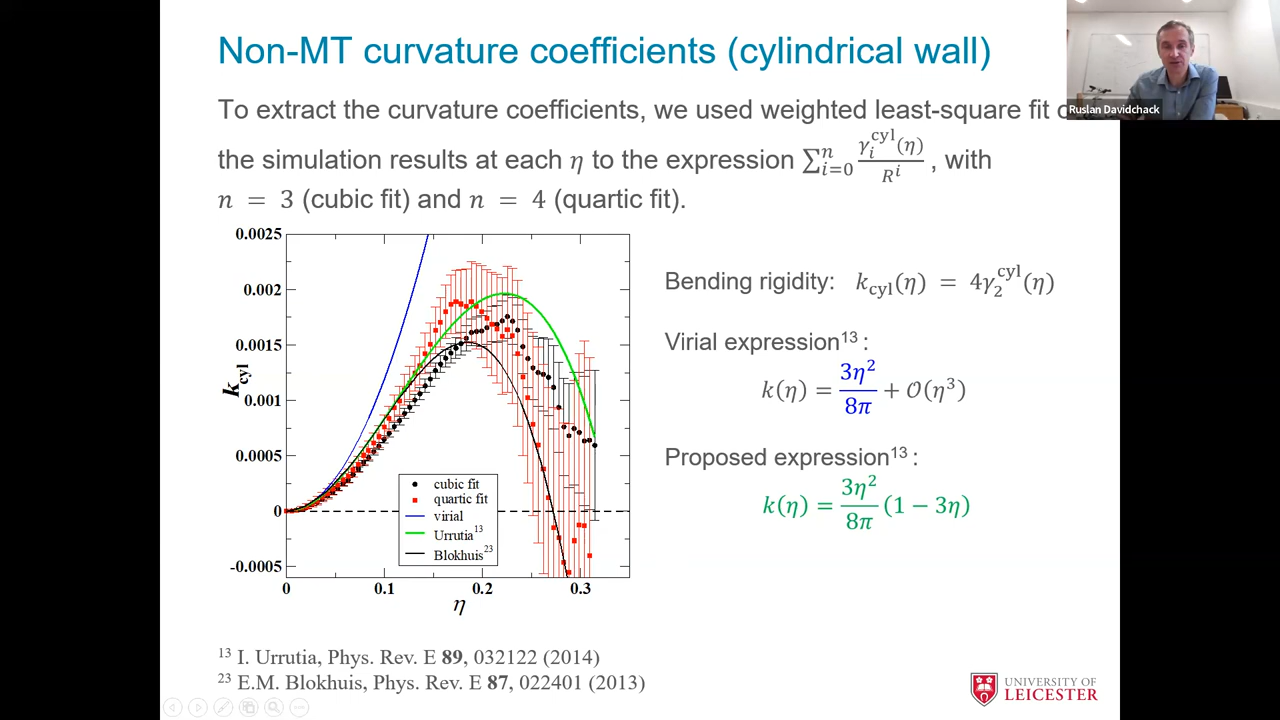 Non-MT curvature coefficients (cylindrical wall)
Ruslan Davidchack
To extract the curvature coefficients, we used weighted least-square fit
the simulation results at each η to the expression ∑ⁿᵢ₌₀ γᵢᶜʸˡ(η)/Rⁱ , with
n = 3 (cubic fit) and n = 4 (quartic fit).
0.0025
0.002
0.0015
0.001
0.0005
0
-0.0005
k_cyl
0 0.1 0.2 0.3
η
cubic fit
quartic fit
virial
Urrutia¹³
Blokhuis²³
Bending rigidity: k_cyl(η) = 4γ₂ᶜʸˡ(η)
Virial expression¹³ :
k(η) = 3η²/8π + 𝒪(η³)
Proposed expression¹³ :
k(η) = 3η²/8π (1 − 3η)
¹³ I. Urrutia, Phys. Rev. E 89, 032122 (2014)
²³ E.M. Blokhuis, Phys. Rev. E 87, 022401 (2013)
UNIVERSITY OF
LEICESTER